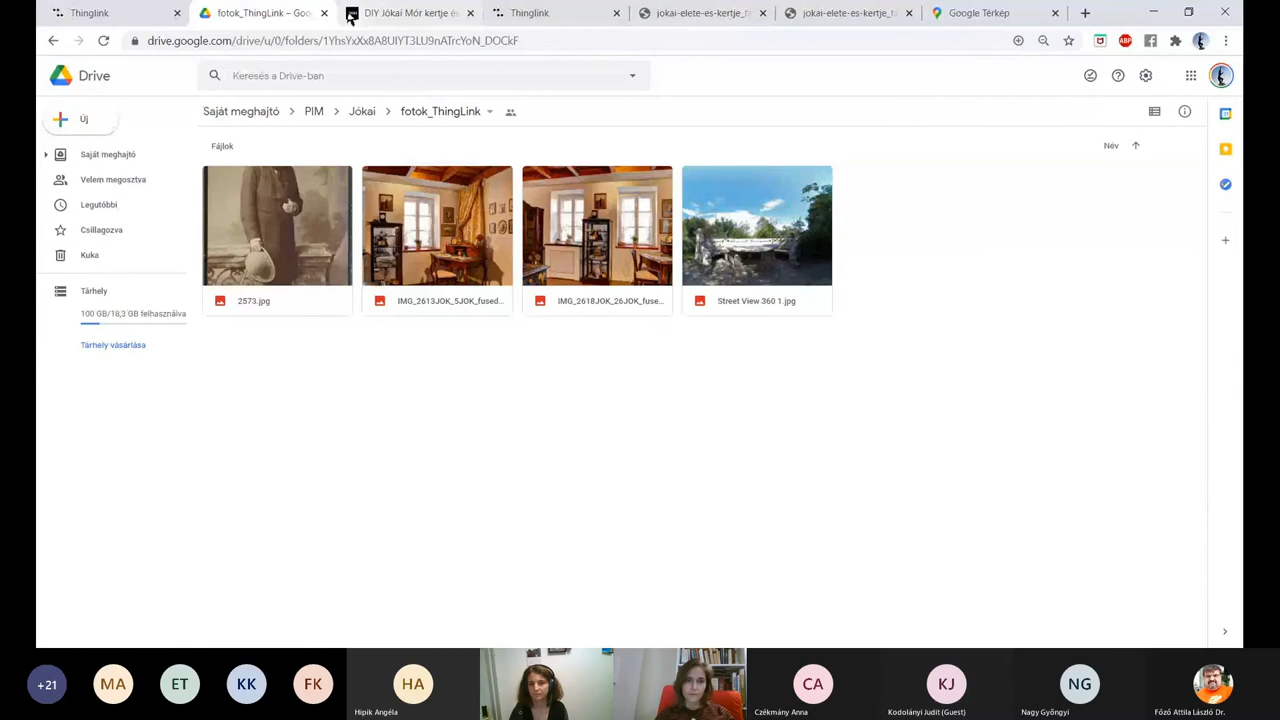 Thinglink
fotok_ThingLink – Goo
DIY Jókai Mór kertje és
Thinglink
jokai-elete-es-kertje_fa
jokai-elete-es-kertje_fa
Google Térkép
drive.google.com/drive/u/0/folders/1YhsYxXx8A8UIYT3LU9nATrcYoN_DOCkF
Drive
Keresés a Drive-ban
Új
Saját meghajtó > PIM > Jókai > fotok_ThingLink
Saját meghajtó
Velem megosztva
Legutóbbi
Csillagozva
Kuka
Tárhely
100 GB/18,3 GB felhasználva
Tárhely vásárlása
Fájlok
Név
2573.jpg
IMG_2613JOK_5JOK_fused...
IMG_2618JOK_26JOK_fuse...
Street View 360 1.jpg
ABP
+21
MA
ET
KK
FK
HA
CA
KJ
NG
Hipik Angéla
Czékmány Anna
Kodolányi Judit (Guest)
Nagy Gyöngyi
Főző Attila László Dr.